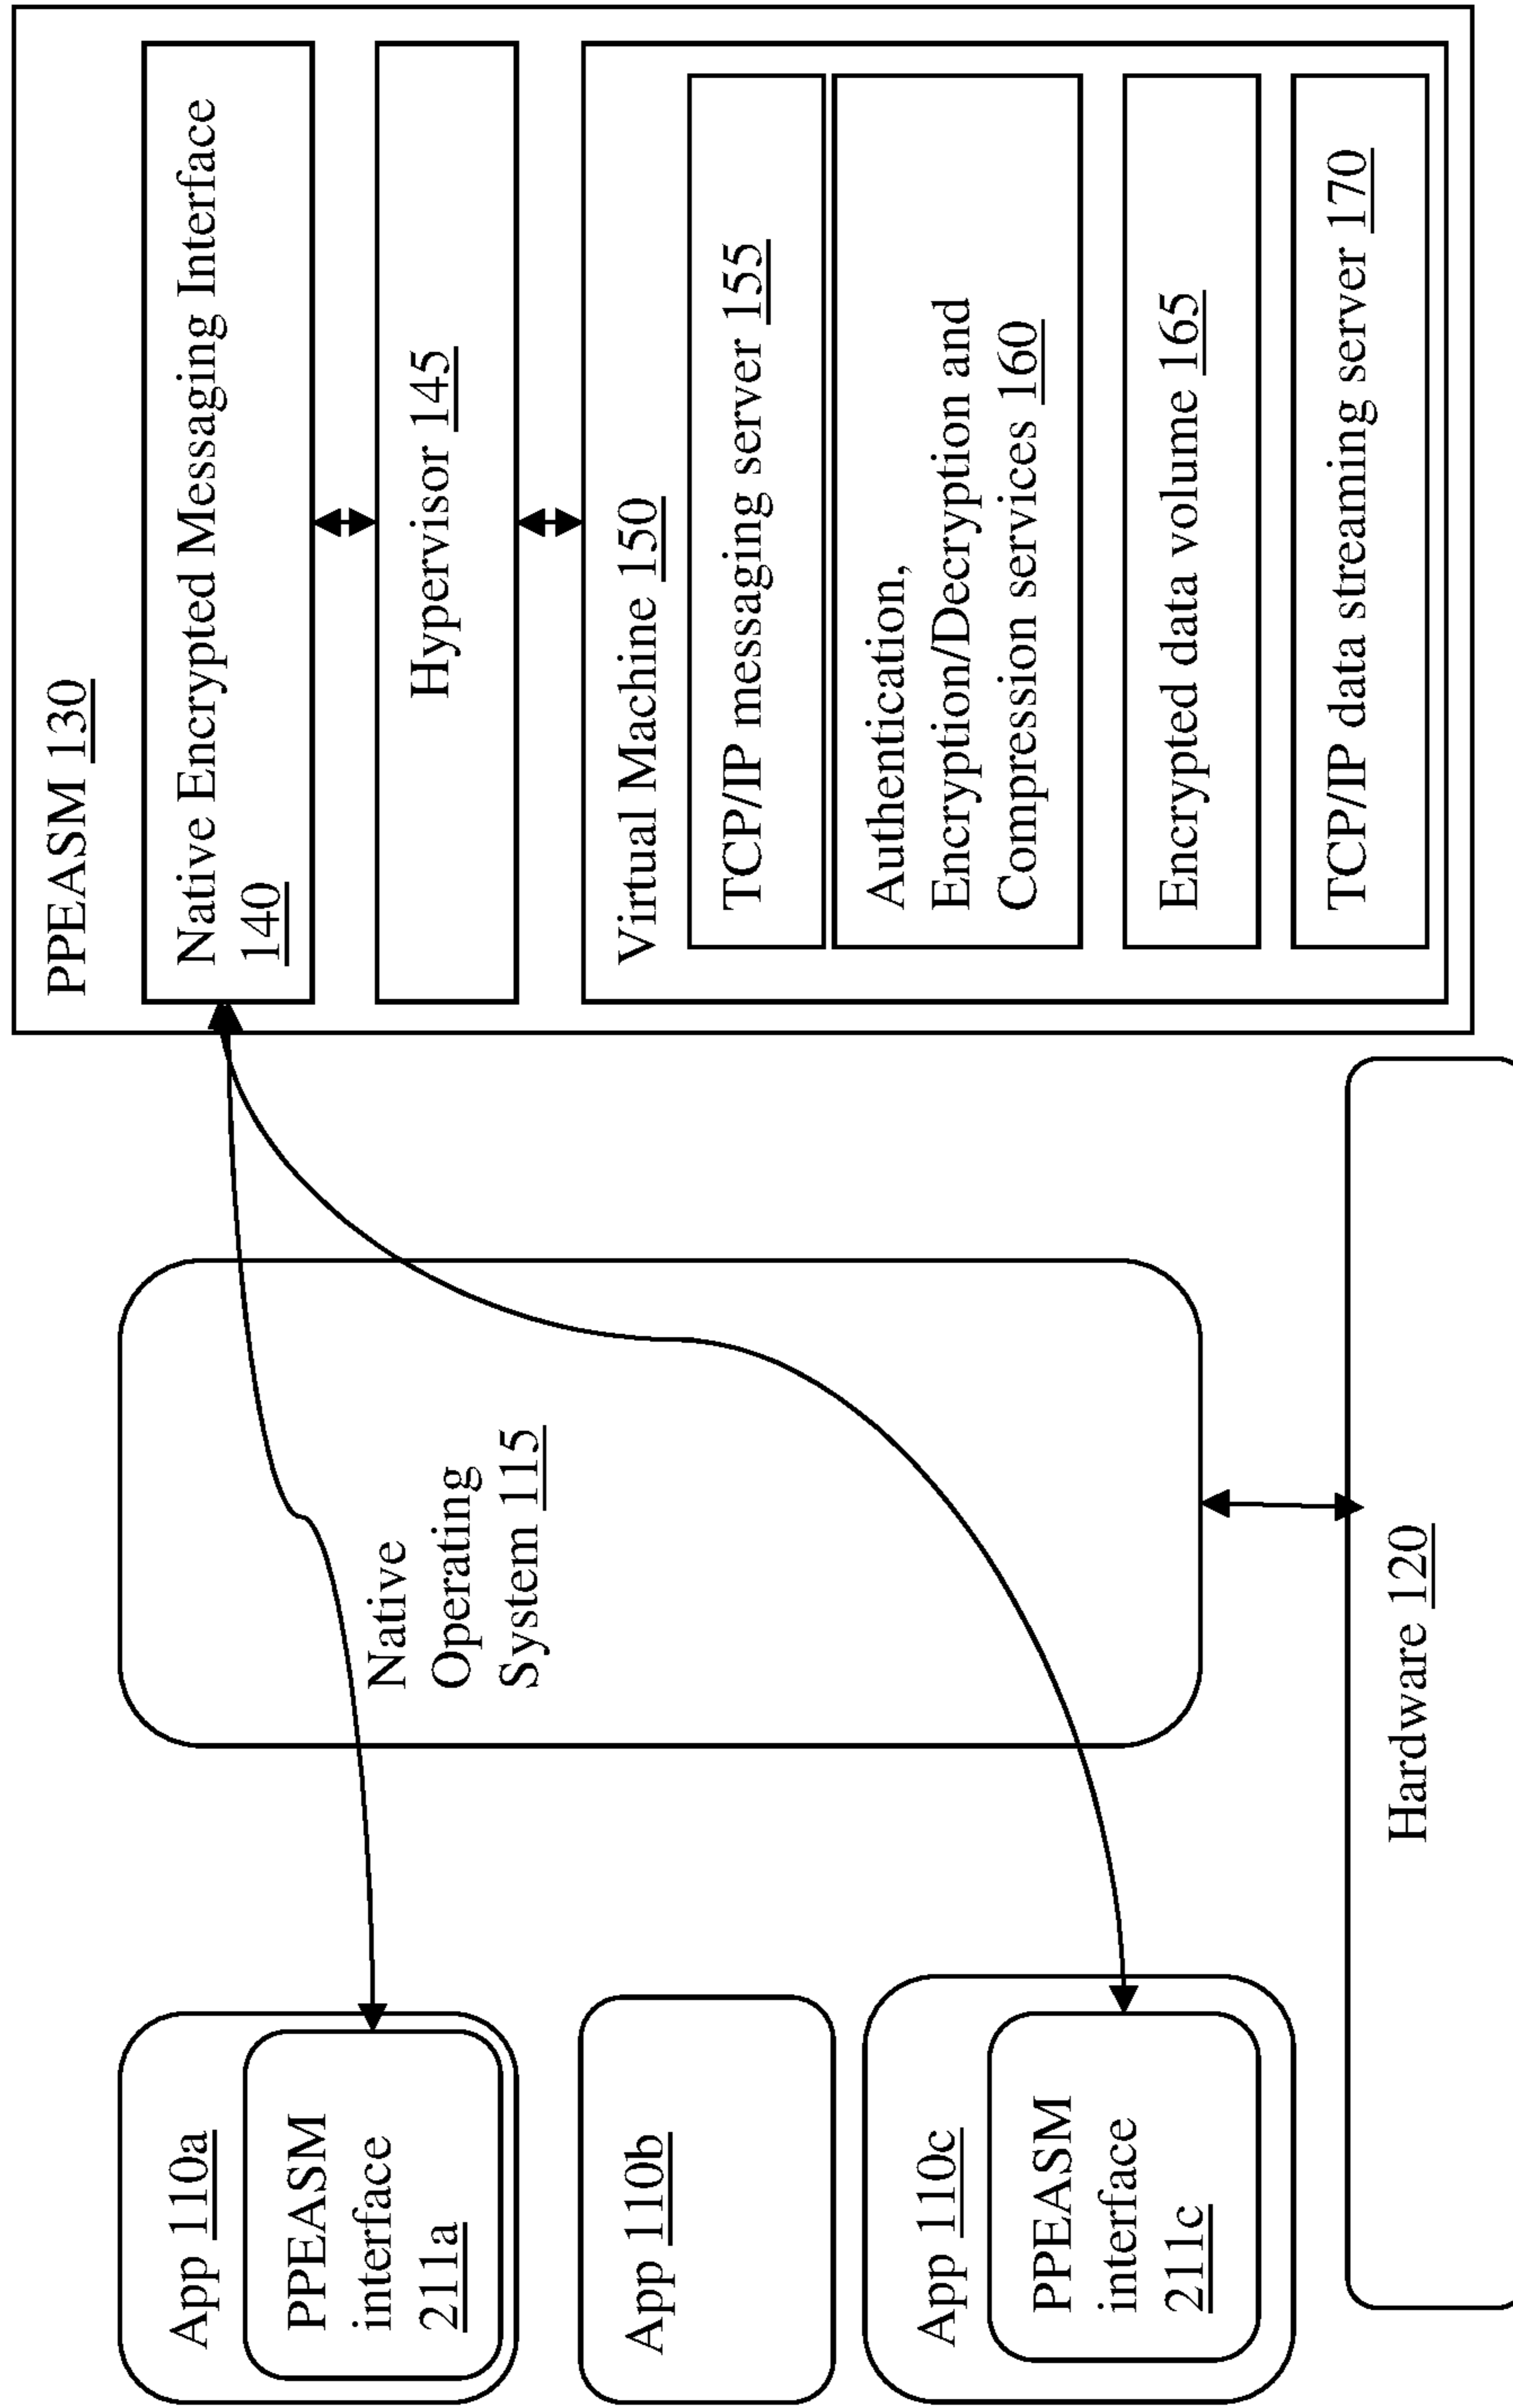 App 110a
PPEASM
interface
211a
App 110b
App 110c
PPEASM
interface
211c
Native
Operating
System 115
Hardware 120
PPEASM 130
Native Encrypted Messaging Interface
140
Hypervisor 145
Virtual Machine 150
TCP/IP messaging server 155
Authentication,
Encryption/Decryption and
Compression services 160
Encrypted data volume 165
TCP/IP data streaming server 170